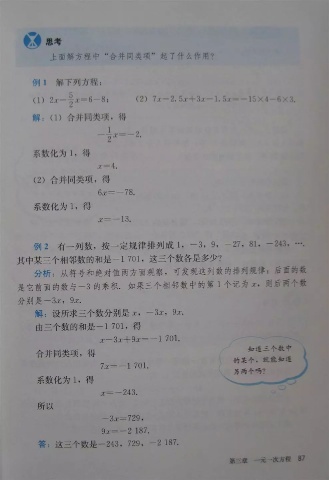 思考
上面解方程中“合并同类项”起了什么作用？
例1 解下列方程：
(1) 2x－5/2x＝6－8； (2) 7x－2.5x＋3x－1.5x＝－15×4－6×3.
解：(1) 合并同类项，得
－1/2x＝－2.
系数化为1，得
x＝4.
(2) 合并同类项，得
6x＝－78.
系数化为1，得
x＝－13.
例2 有一列数，按一定规律排列成1，－3，9，－27，81，－243，….
其中某三个相邻数的和是－1 701，这三个数各是多少？
分析：从符号和绝对值两方面观察，可发现这列数的排列规律：后面的数
是它前面的数与－3的乘积. 如果三个相邻数中的第1个记为x，则后两个数
分别是－3x，9x.
解：设所求三个数分别是x，－3x，9x.
由三个数的和是－1 701，得
x－3x＋9x＝－1 701.
合并同类项，得
7x＝－1 701.
系数化为1，得
x＝－243.
所以
－3x＝729，
9x＝－2 187.
答：这三个数是－243，729，－2 187.
知道三个数中
的某个，就能知道
另两个吗？
第三章 一元一次方程 87